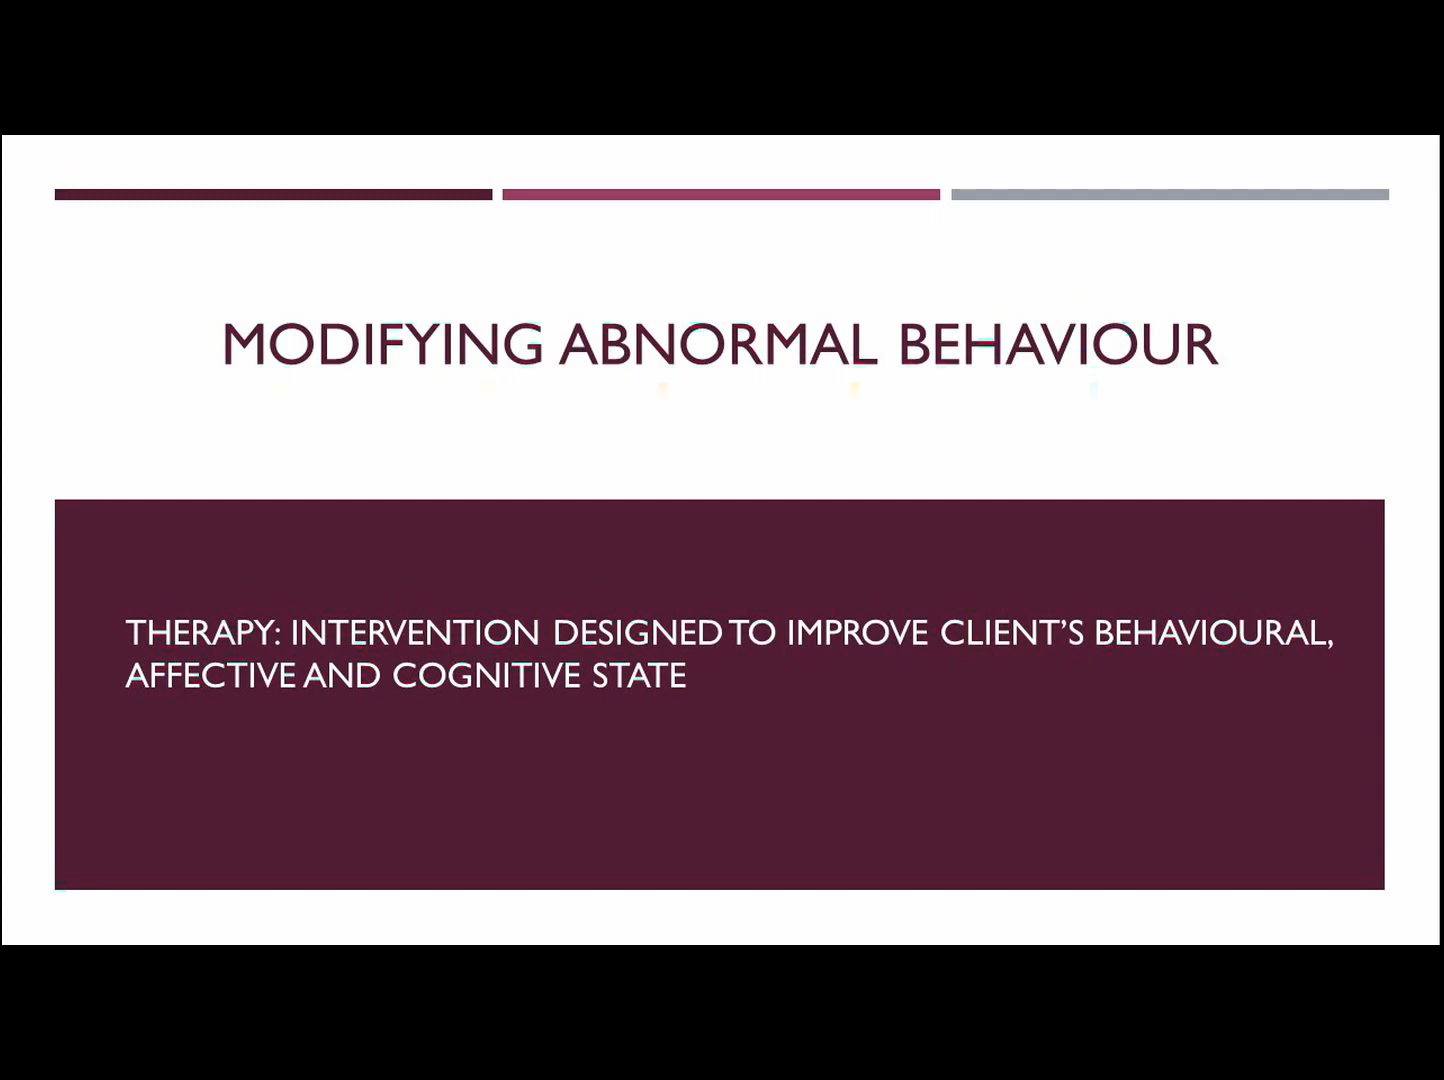 MODIFYING ABNORMAL BEHAVIOUR
THERAPY: INTERVENTION DESIGNED TO IMPROVE CLIENT’S BEHAVIOURAL,
AFFECTIVE AND COGNITIVE STATE